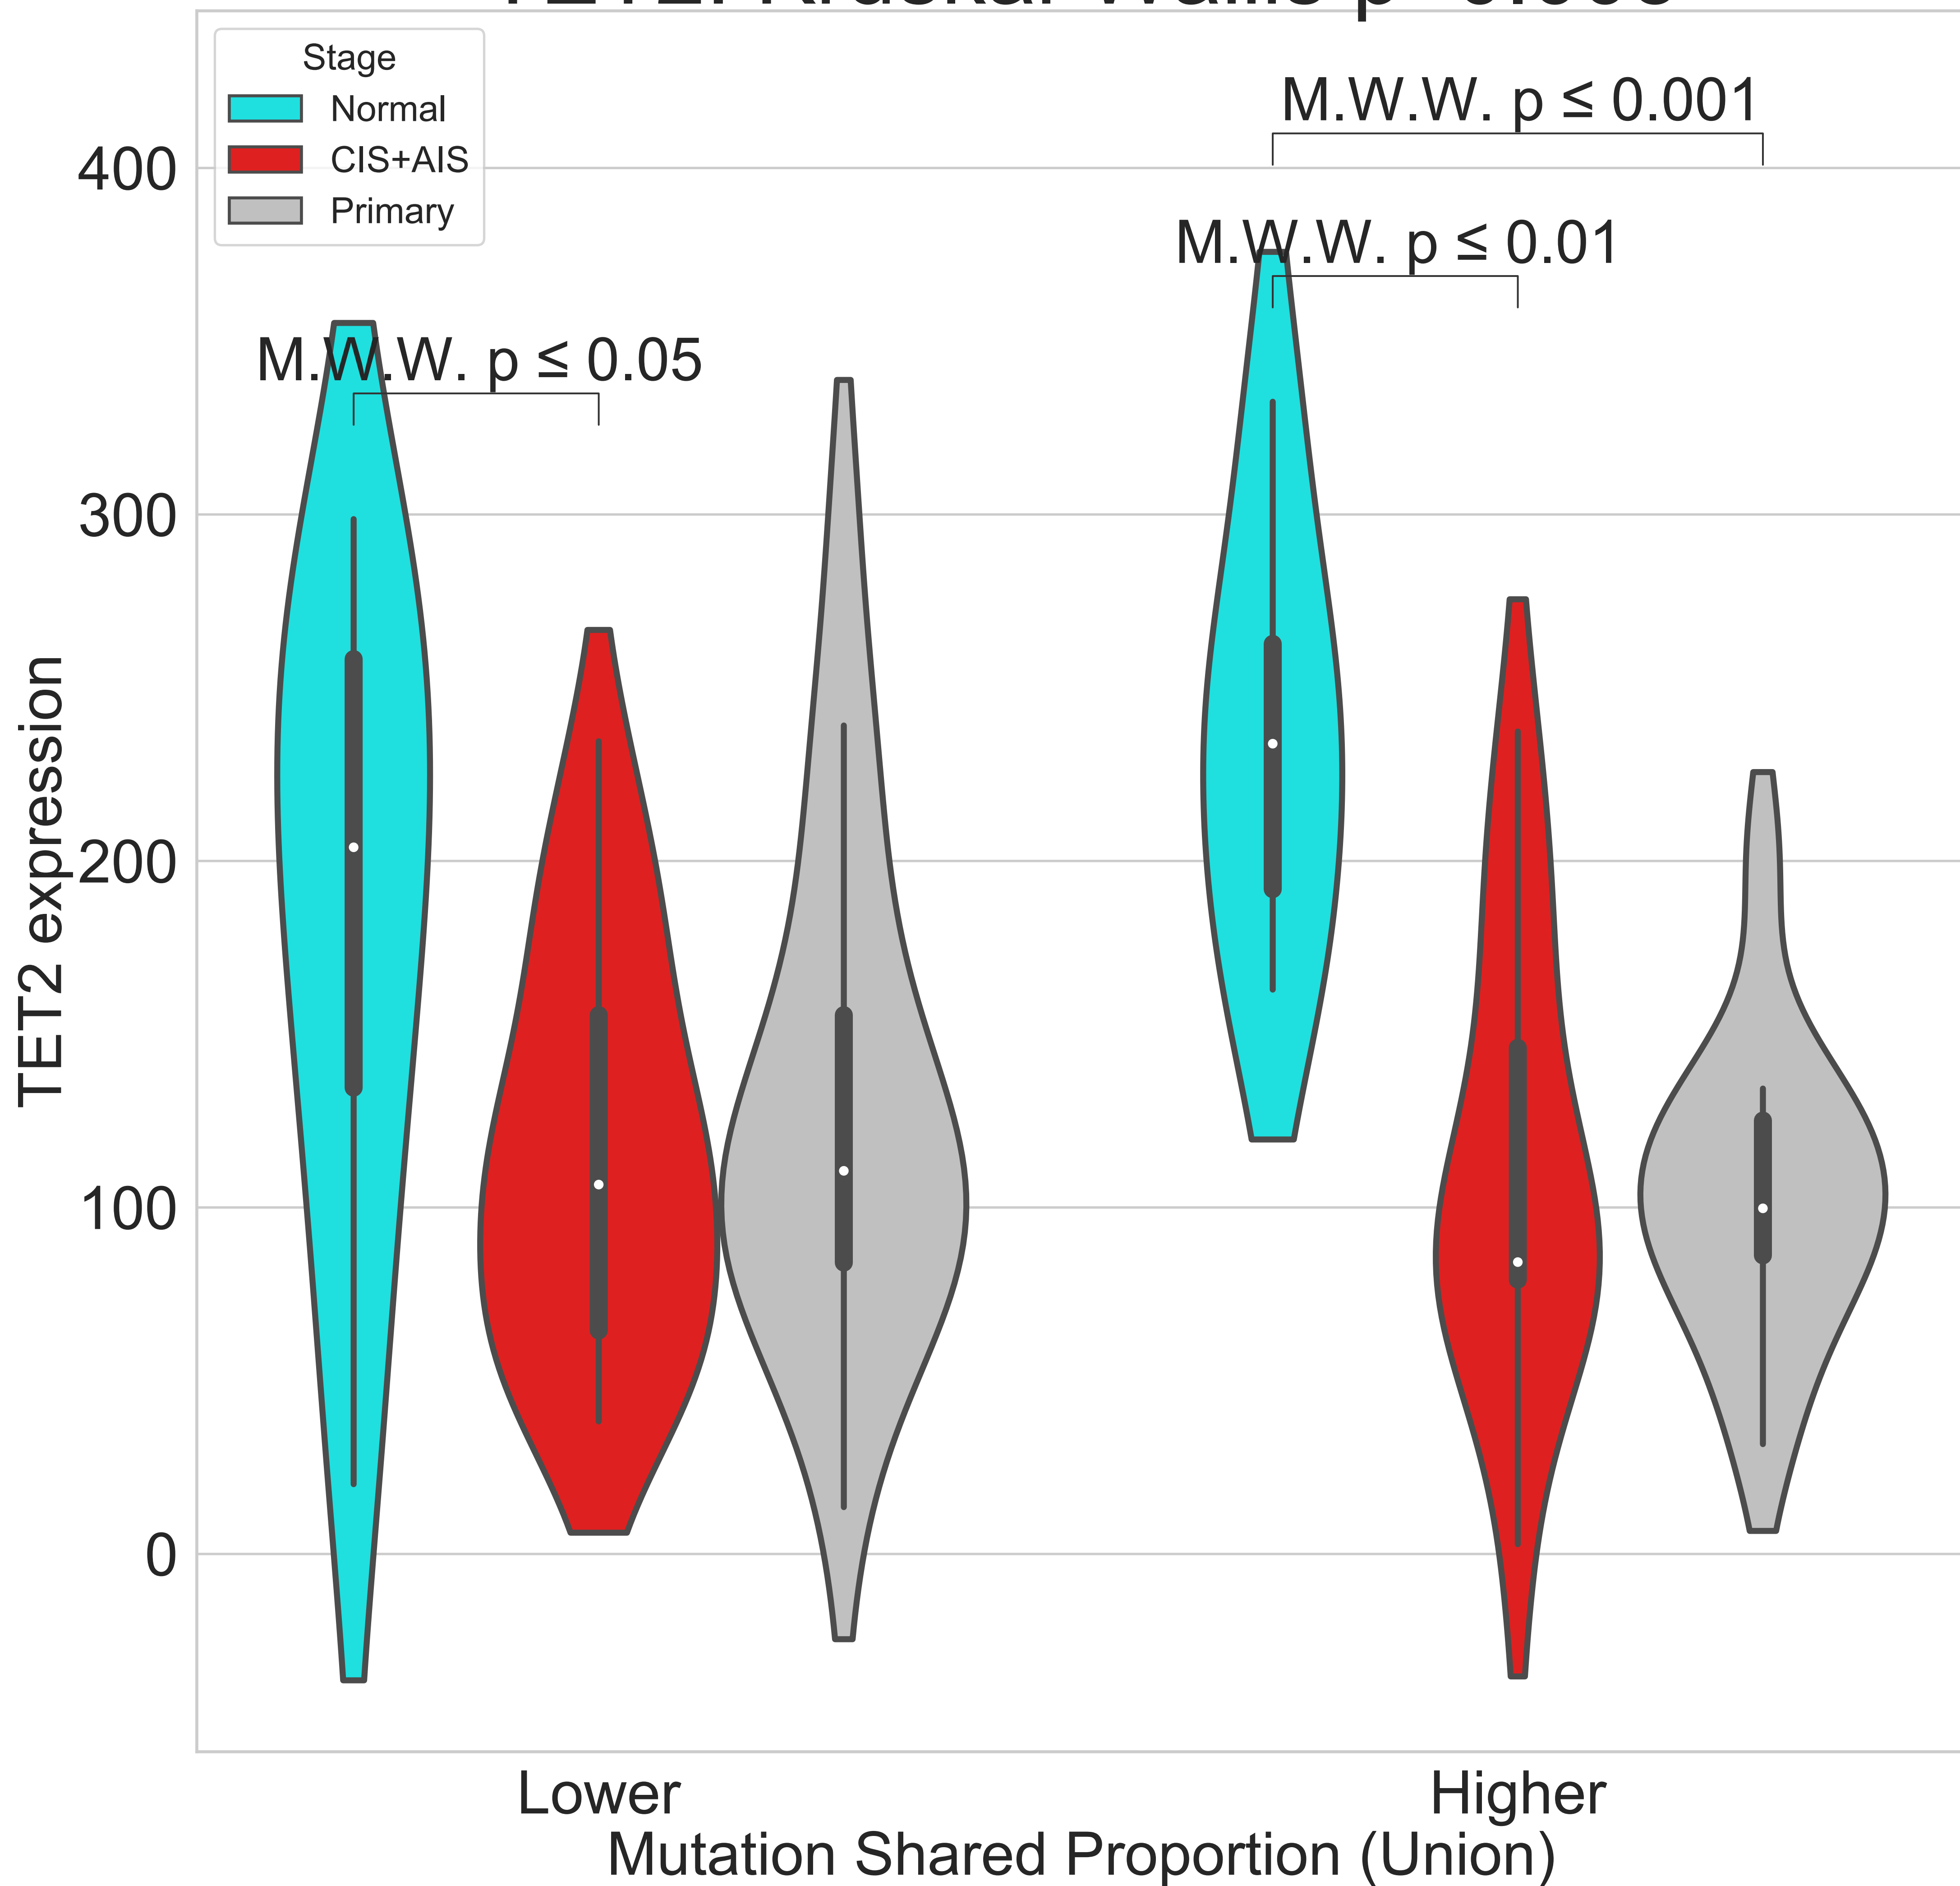 Stage
Normal
CIS+AIS
Primary
M.W.W. p ≤ 0.001
M.W.W. p ≤ 0.01
M.W.W. p ≤ 0.05
400
300
200
100
0
TET2 expression
Lower
Higher
Mutation Shared Proportion (Union)